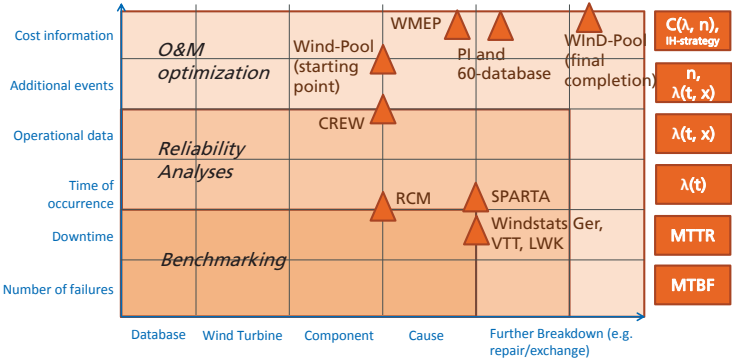 Cost information
Additional events
Operational data
Time of
occurrence
Downtime
Number of failures
O&M
optimization
Reliability
Analyses
Benchmarking
WMEP
Wind-Pool
(starting
point)
PI and
60-database
WInD-Pool
(final
completion)
CREW
RCM
SPARTA
Windstats Ger,
VTT, LWK
C(λ, n),
IH-strategy
n,
λ(t, x)
λ(t, x)
λ(t)
MTTR
MTBF
Database
Wind Turbine
Component
Cause
Further Breakdown (e.g.
repair/exchange)